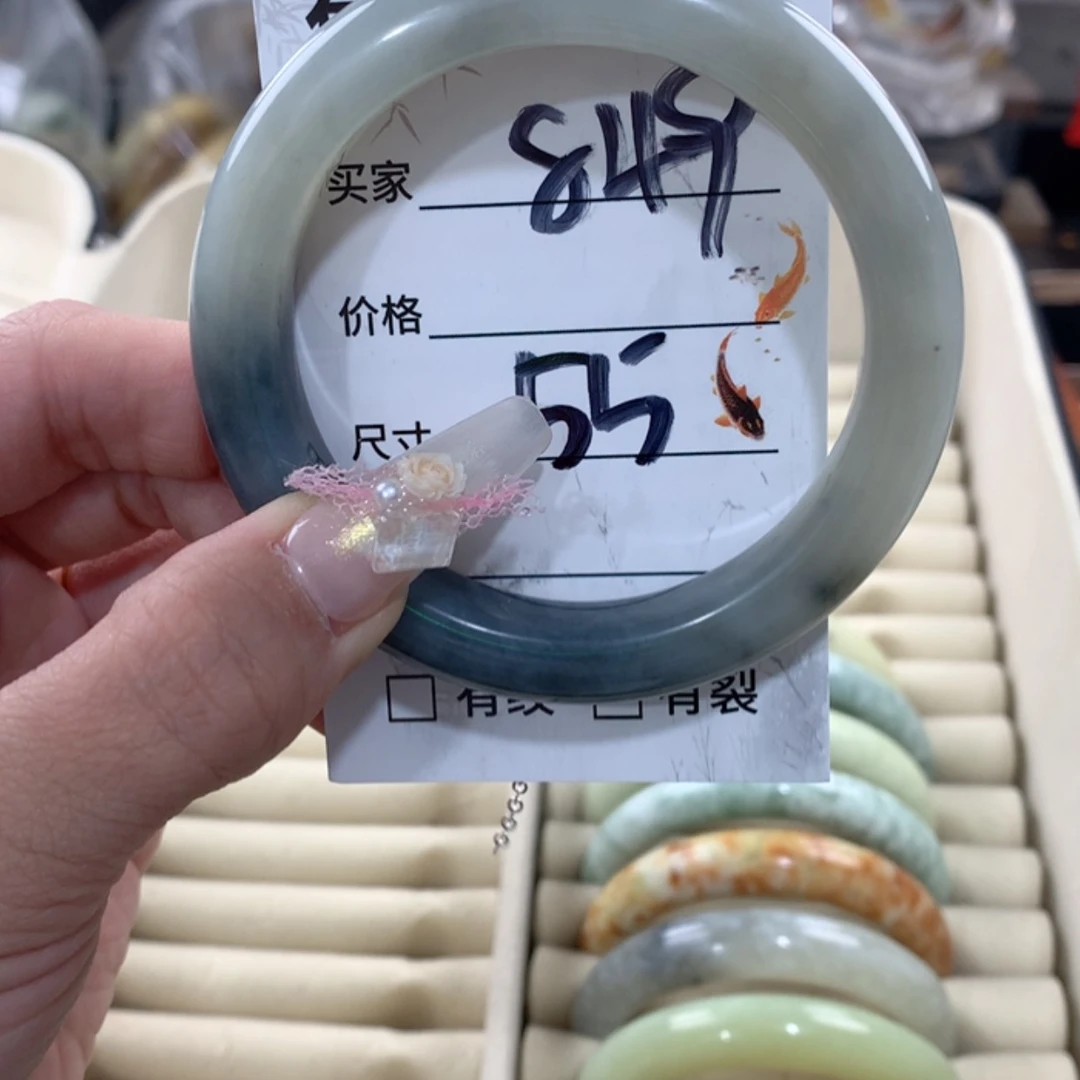 买家 849
价格
尺寸 55
□ 有纹 □ 有裂